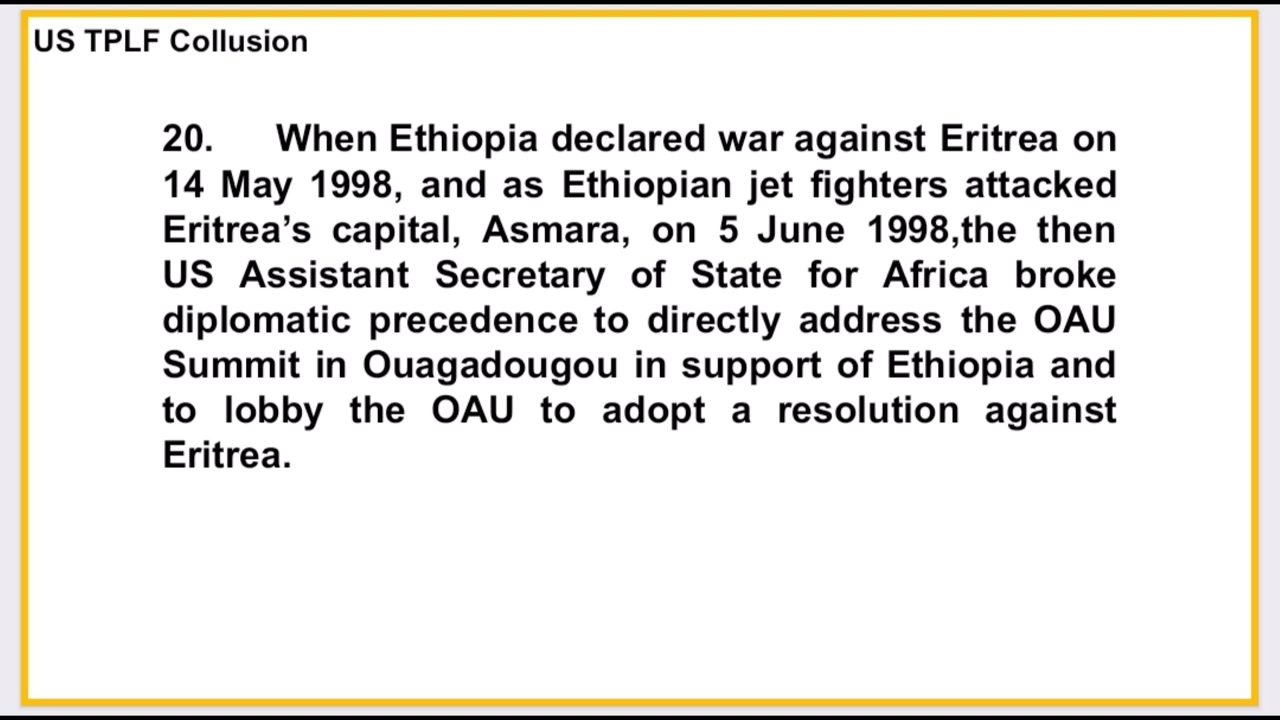 US TPLF Collusion
20. When Ethiopia declared war against Eritrea on
14 May 1998, and as Ethiopian jet fighters attacked
Eritrea’s capital, Asmara, on 5 June 1998,the then
US Assistant Secretary of State for Africa broke
diplomatic precedence to directly address the OAU
Summit in Ouagadougou in support of Ethiopia and
to lobby the OAU to adopt a resolution against
Eritrea.